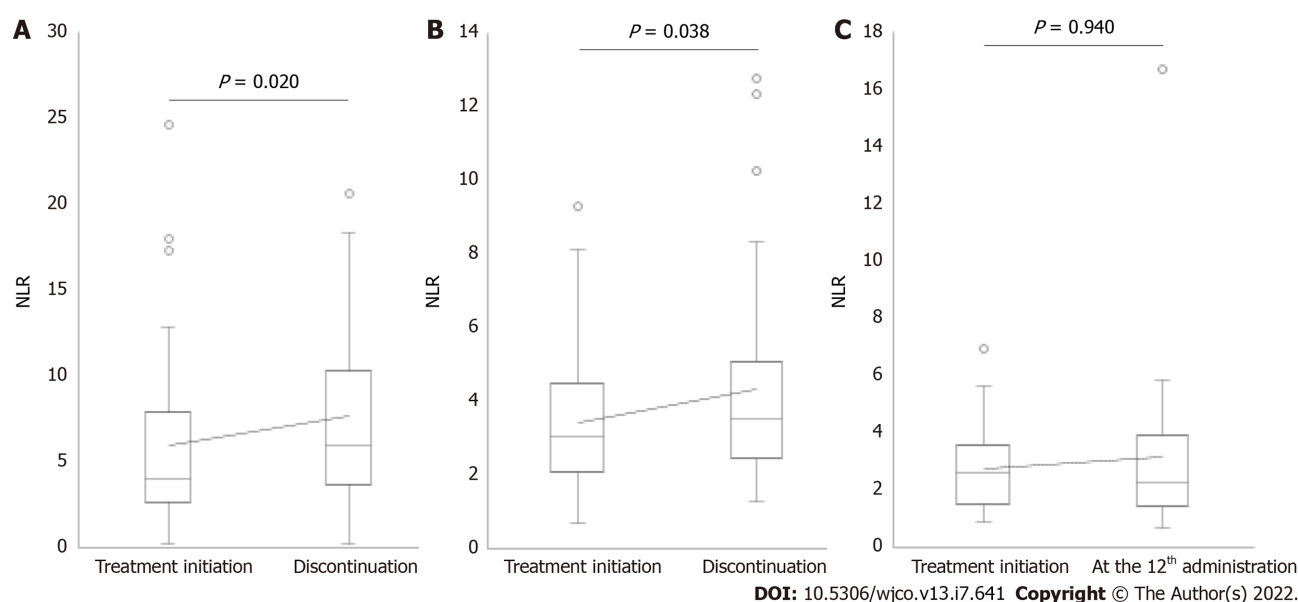 A
P = 0.020
NLR
30
25
20
15
10
5
0
Treatment initiation
Discontinuation
B
P = 0.038
NLR
14
12
10
8
6
4
2
0
Treatment initiation
Discontinuation
C
P = 0.940
NLR
18
16
14
12
10
8
6
4
2
0
Treatment initiation
At the 12th administration
DOI: 10.5306/wjco.v13.i7.641 Copyright © The Author(s) 2022.